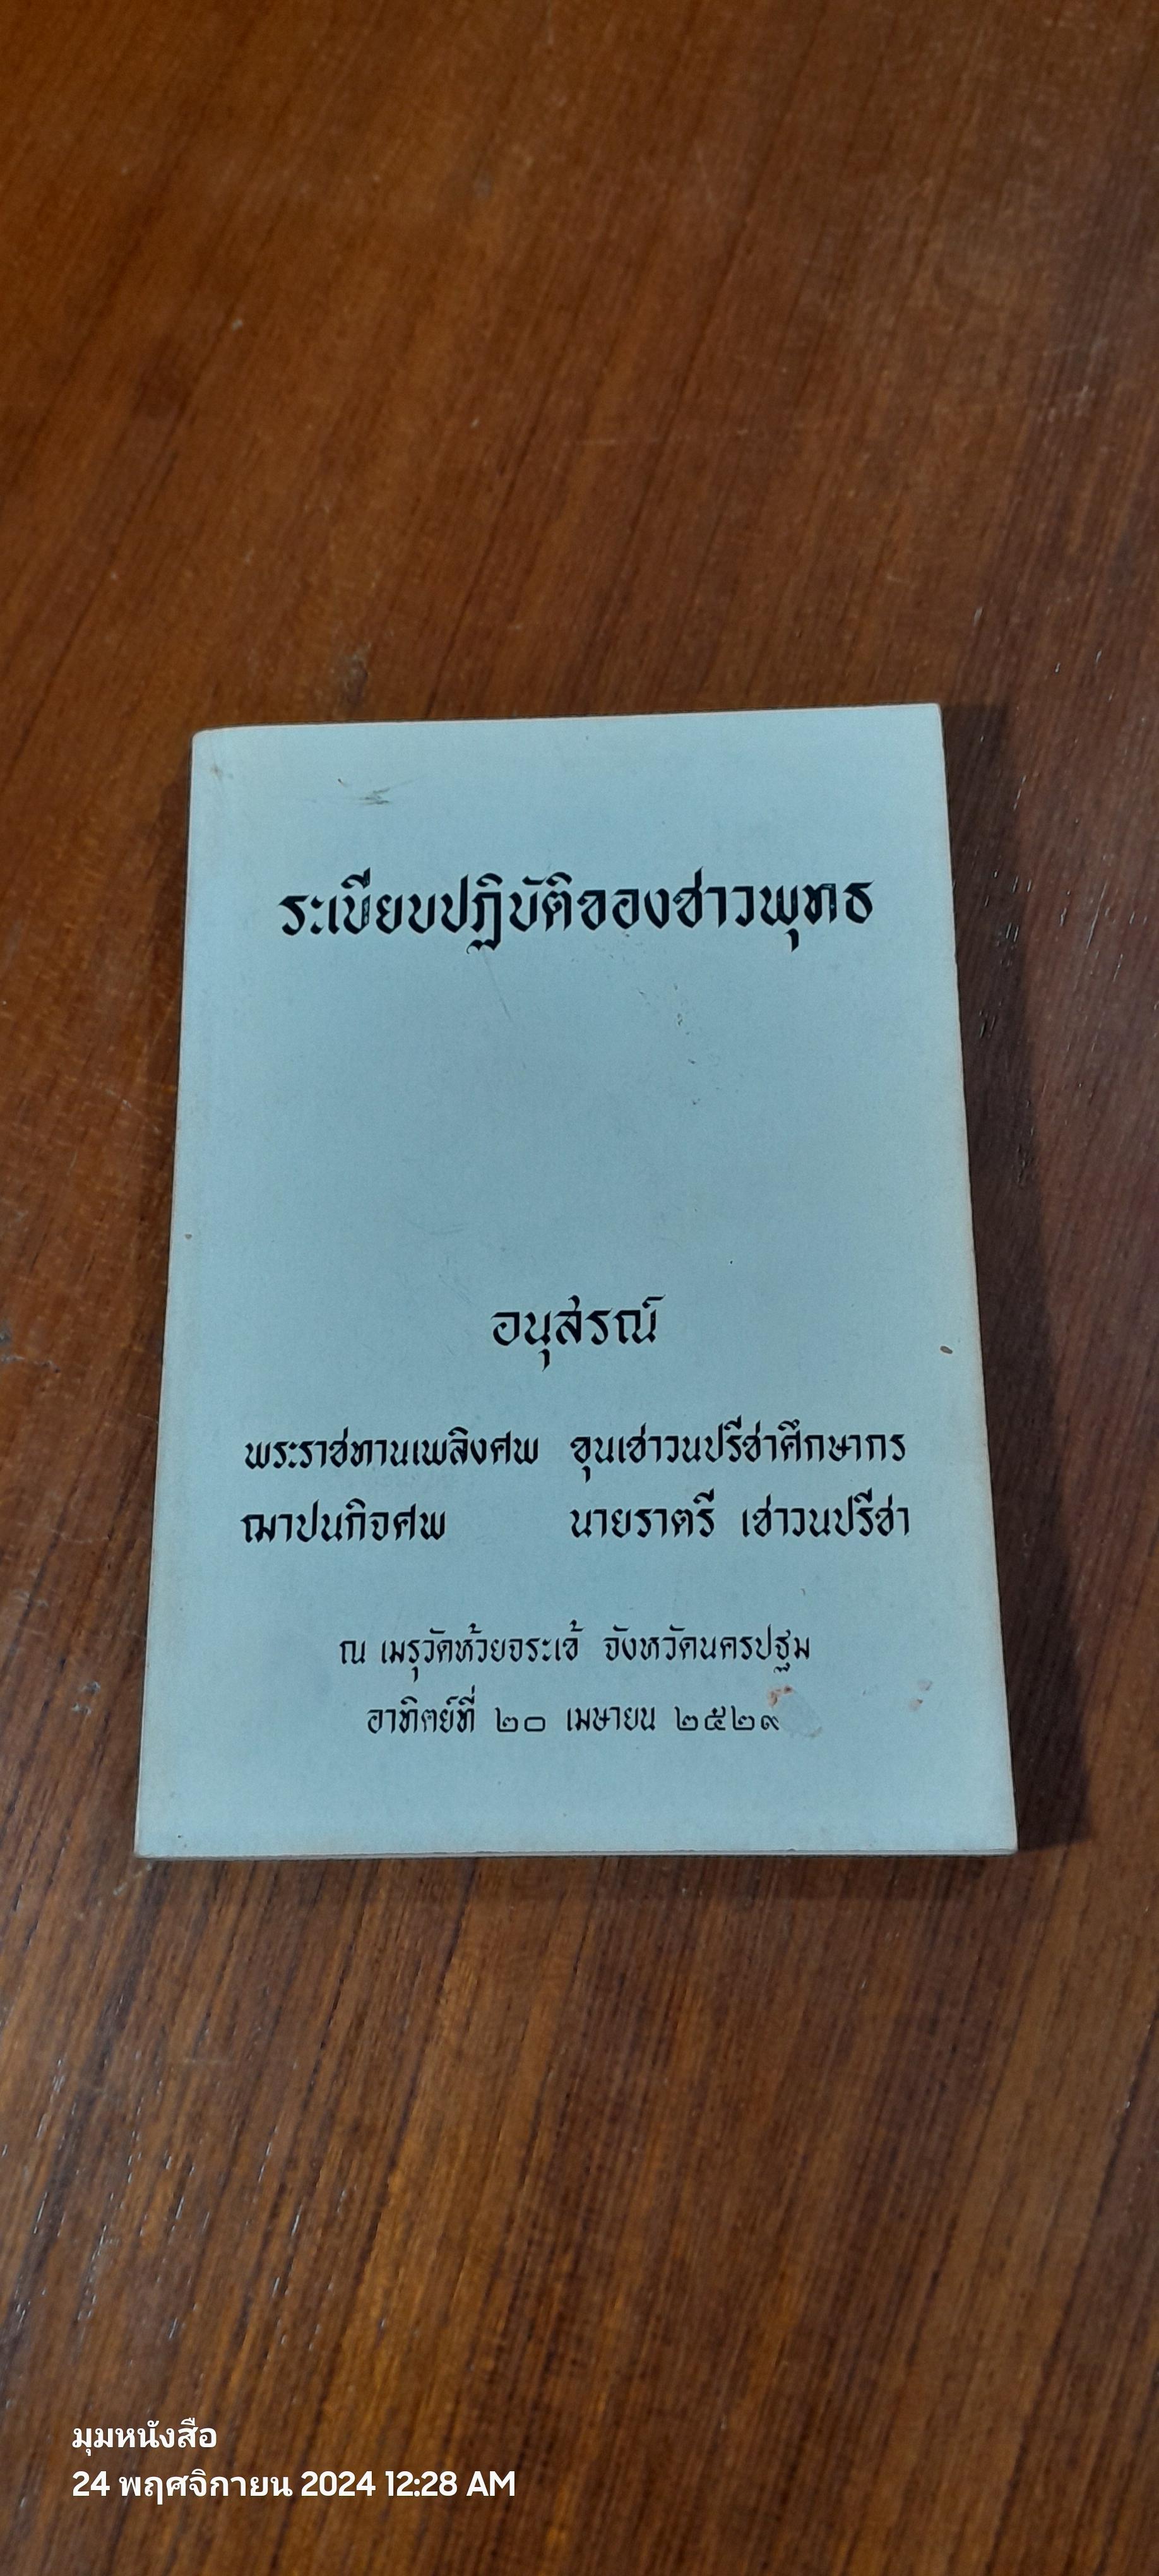 ระเบียบปฏิบัติของชาวพุทธ
อนุสรณ์
พระราชทานเพลิงศพ ขุนเชาวนปรีชาศึกษากร
ฌาปนกิจศพ นายราตรี เชาวนปรีชา
ณ เมรุวัดห้วยจระเข้ จังหวัดนครปฐม
อาทิตย์ที่ ๒๐ เมษายน ๒๕๒๙
มุมหนังสือ
24 พฤศจิกายน 2024 12:28 AM